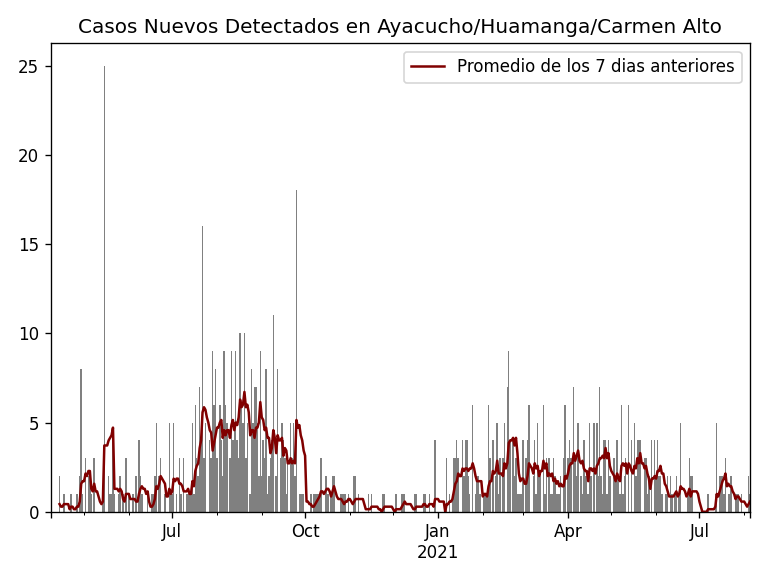 Casos Nuevos Detectados en Ayacucho/Huamanga/Carmen Alto
Promedio de los 7 dias anteriores
25
20
15
10
5
0
Jul Oct Jan Apr Jul
2021